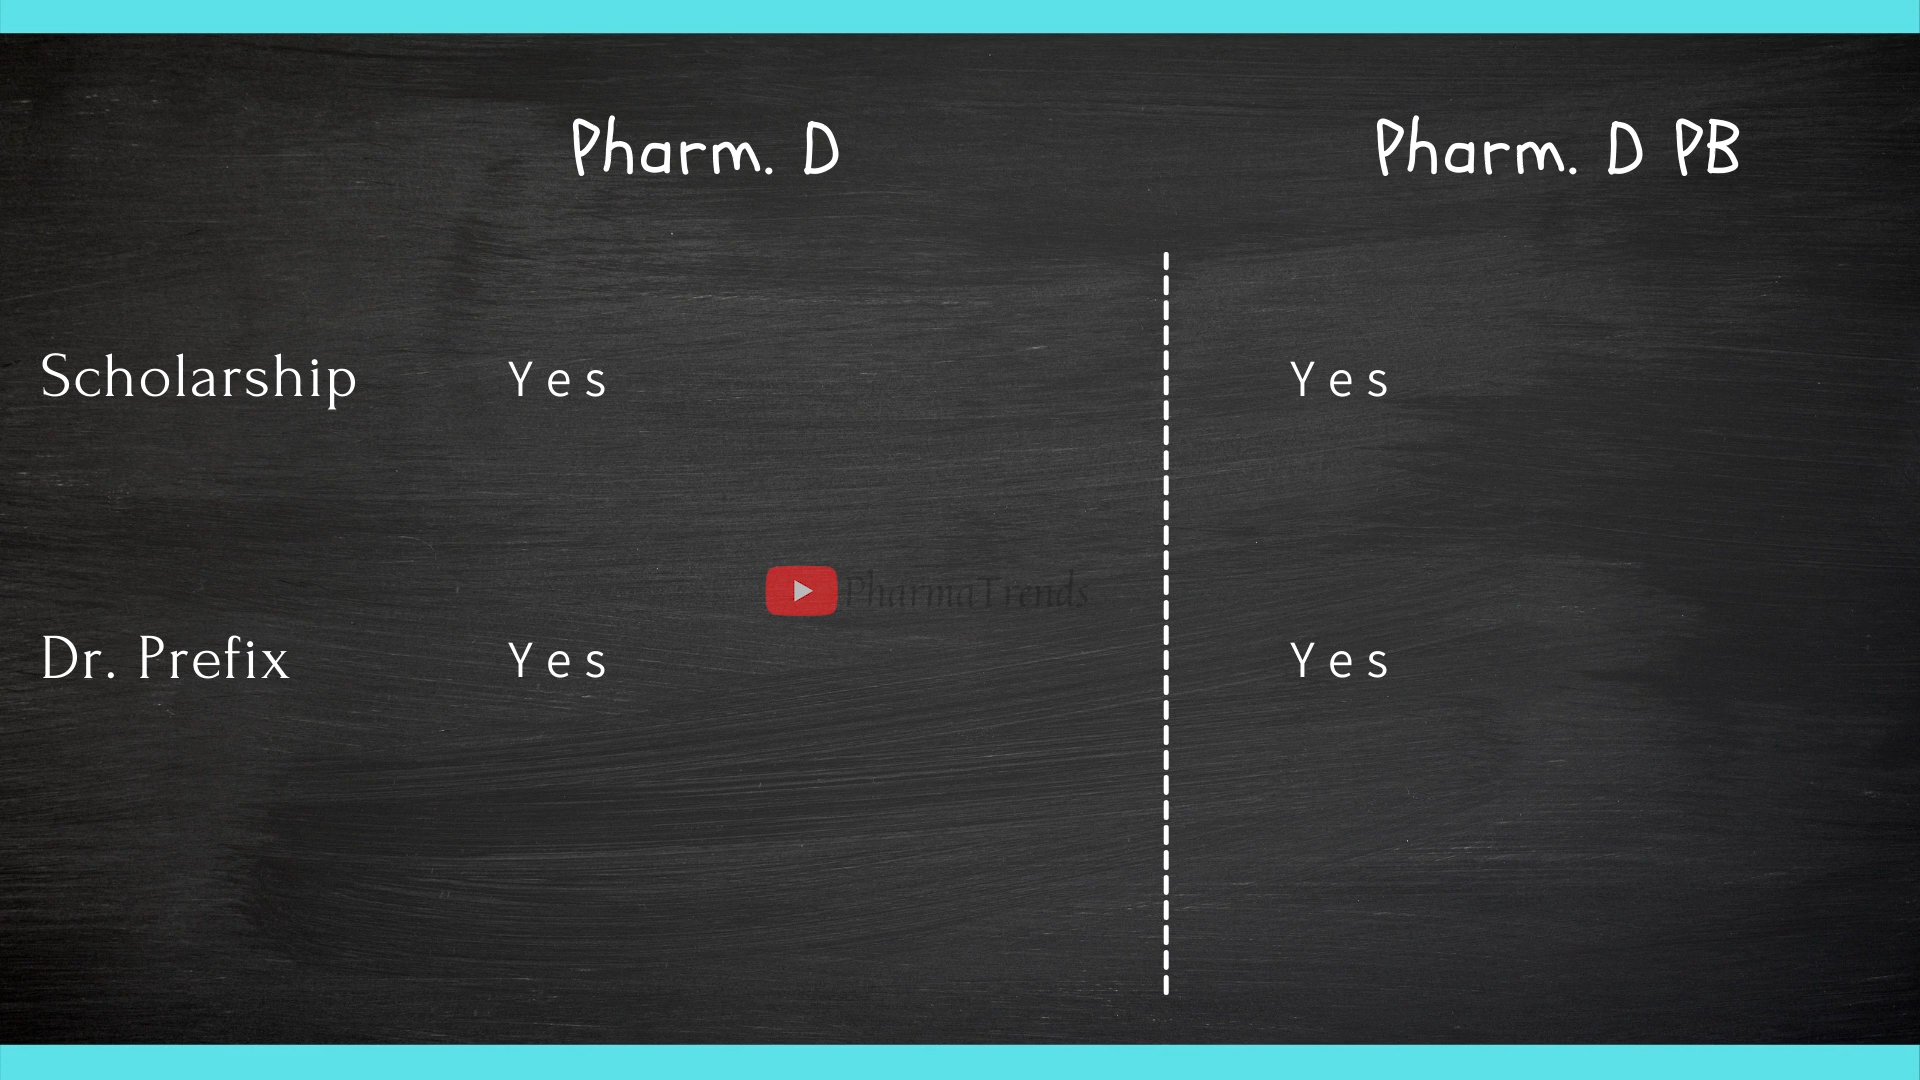 Pharm. D Pharm. D PB
Scholarship Yes Yes
PharmaTrends
Dr. Prefix Yes Yes